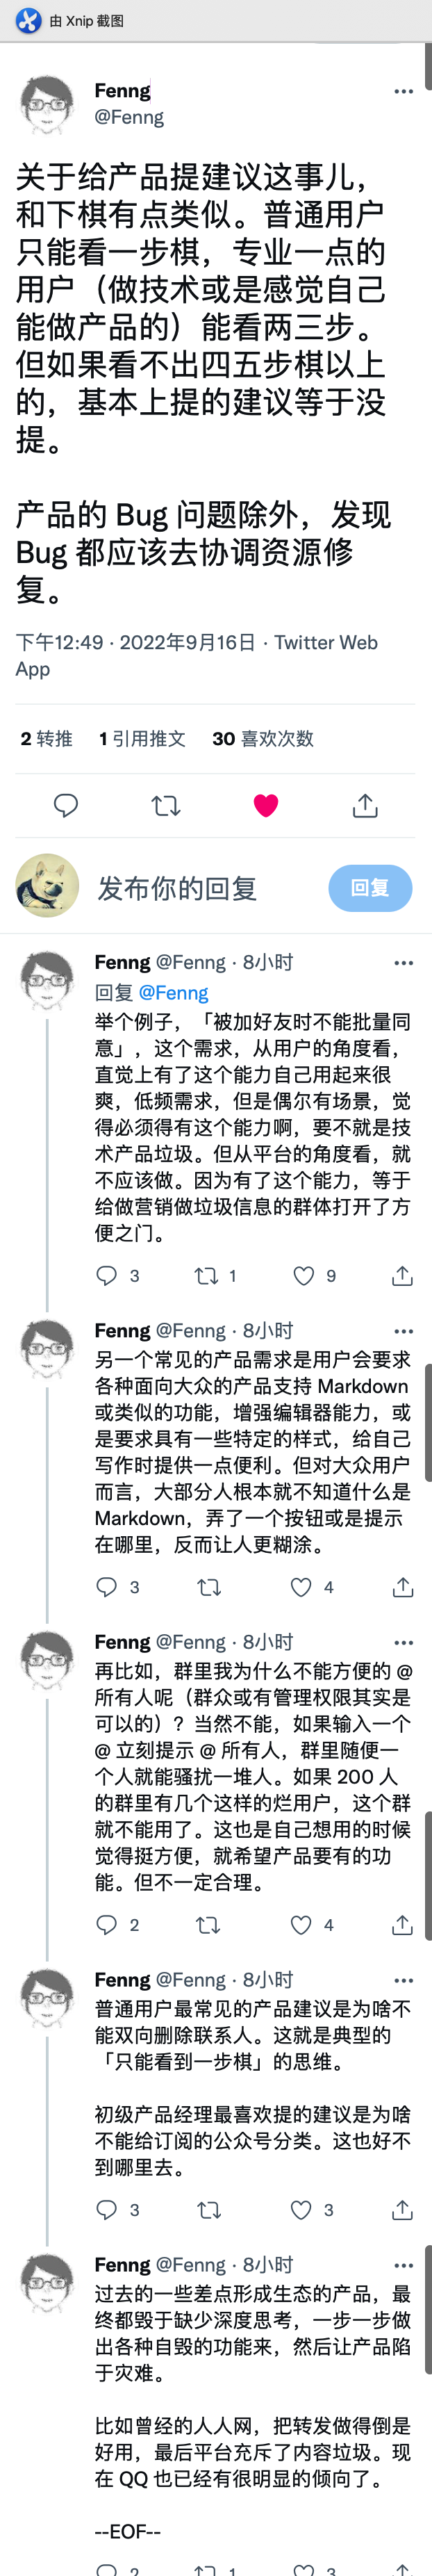 由 Xnip 截图
Fenng
@Fenng
关于给产品提建议这事儿，
和下棋有点类似。普通用户
只能看一步棋，专业一点的
用户（做技术或是感觉自己
能做产品的）能看两三步。
但如果看不出四五步棋以上
的，基本上提的建议等于没
提。
产品的 Bug 问题除外，发现
Bug 都应该去协调资源修
复。
下午12:49 · 2022年9月16日 · Twitter Web
App
2 转推 1 引用推文 30 喜欢次数
发布你的回复 回复
Fenng @Fenng · 8小时
回复 @Fenng
举个例子，「被加好友时不能批量同
意」，这个需求，从用户的角度看，
直觉上有了这个能力自己用起来很
爽，低频需求，但是偶尔有场景，觉
得必须得有这个能力啊，要不就是技
术产品垃圾。但从平台的角度看，就
不应该做。因为有了这个能力，等于
给做营销做垃圾信息的群体打开了方
便之门。
3 1 9
Fenng @Fenng · 8小时
另一个常见的产品需求是用户会要求
各种面向大众的产品支持 Markdown
或类似的功能，增强编辑器能力，或
是要求具有一些特定的样式，给自己
写作时提供一点便利。但对大众用户
而言，大部分人根本就不知道什么是
Markdown，弄了一个按钮或是提示
在哪里，反而让人更糊涂。
3 4
Fenng @Fenng · 8小时
再比如，群里我为什么不能方便的 @
所有人呢（群众或有管理权限其实是
可以的）？当然不能，如果输入一个
@ 立刻提示 @ 所有人，群里随便一
个人就能骚扰一堆人。如果 200 人
的群里有几个这样的烂用户，这个群
就不能用了。这也是自己想用的时候
觉得挺方便，就希望产品要有的功
能。但不一定合理。
2 4
Fenng @Fenng · 8小时
普通用户最常见的产品建议是为啥不
能双向删除联系人。这就是典型的
「只能看到一步棋」的思维。
初级产品经理最喜欢提的建议是为啥
不能给订阅的公众号分类。这也好不
到哪里去。
3 3
Fenng @Fenng · 8小时
过去的一些差点形成生态的产品，最
终都毁于缺少深度思考，一步一步做
出各种自毁的功能来，然后让产品陷
于灾难。
比如曾经的人人网，把转发做得倒是
好用，最后平台充斥了内容垃圾。现
在 QQ 也已经有很明显的倾向了。
--EOF--
2 1 3